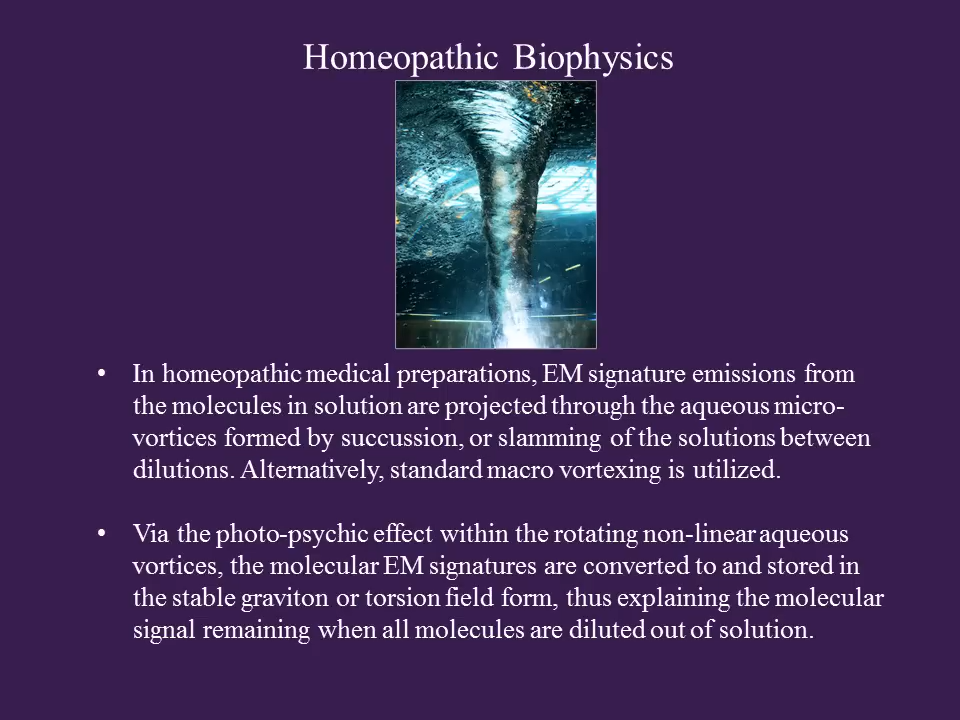 Homeopathic Biophysics
• In homeopathic medical preparations, EM signature emissions from
the molecules in solution are projected through the aqueous micro-
vortices formed by succussion, or slamming of the solutions between
dilutions. Alternatively, standard macro vortexing is utilized.
• Via the photo-psychic effect within the rotating non-linear aqueous
vortices, the molecular EM signatures are converted to and stored in
the stable graviton or torsion field form, thus explaining the molecular
signal remaining when all molecules are diluted out of solution.